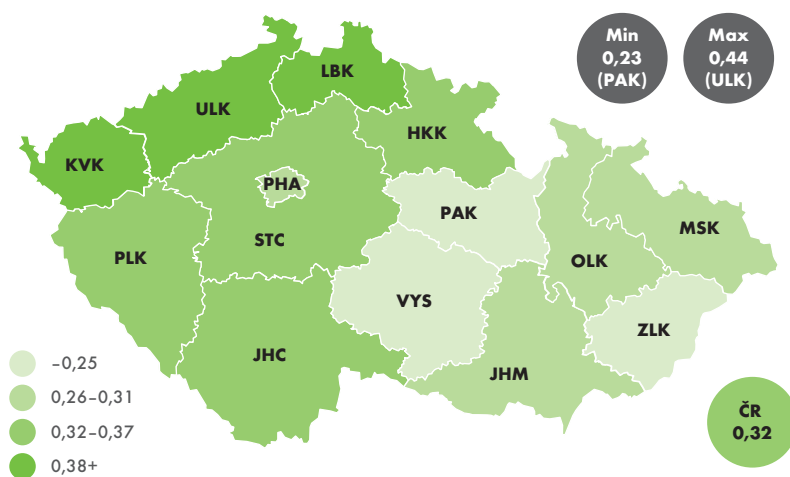 Min
0,23
(PAK)
Max
0,44
(ULK)
LBK
ULK
HKK
KVK
PHA
PAK
MSK
STC
PLK
OLK
VYS
ZLK
JHC
JHM
–0,25
0,26–0,31
0,32–0,37
0,38+
ČR
0,32